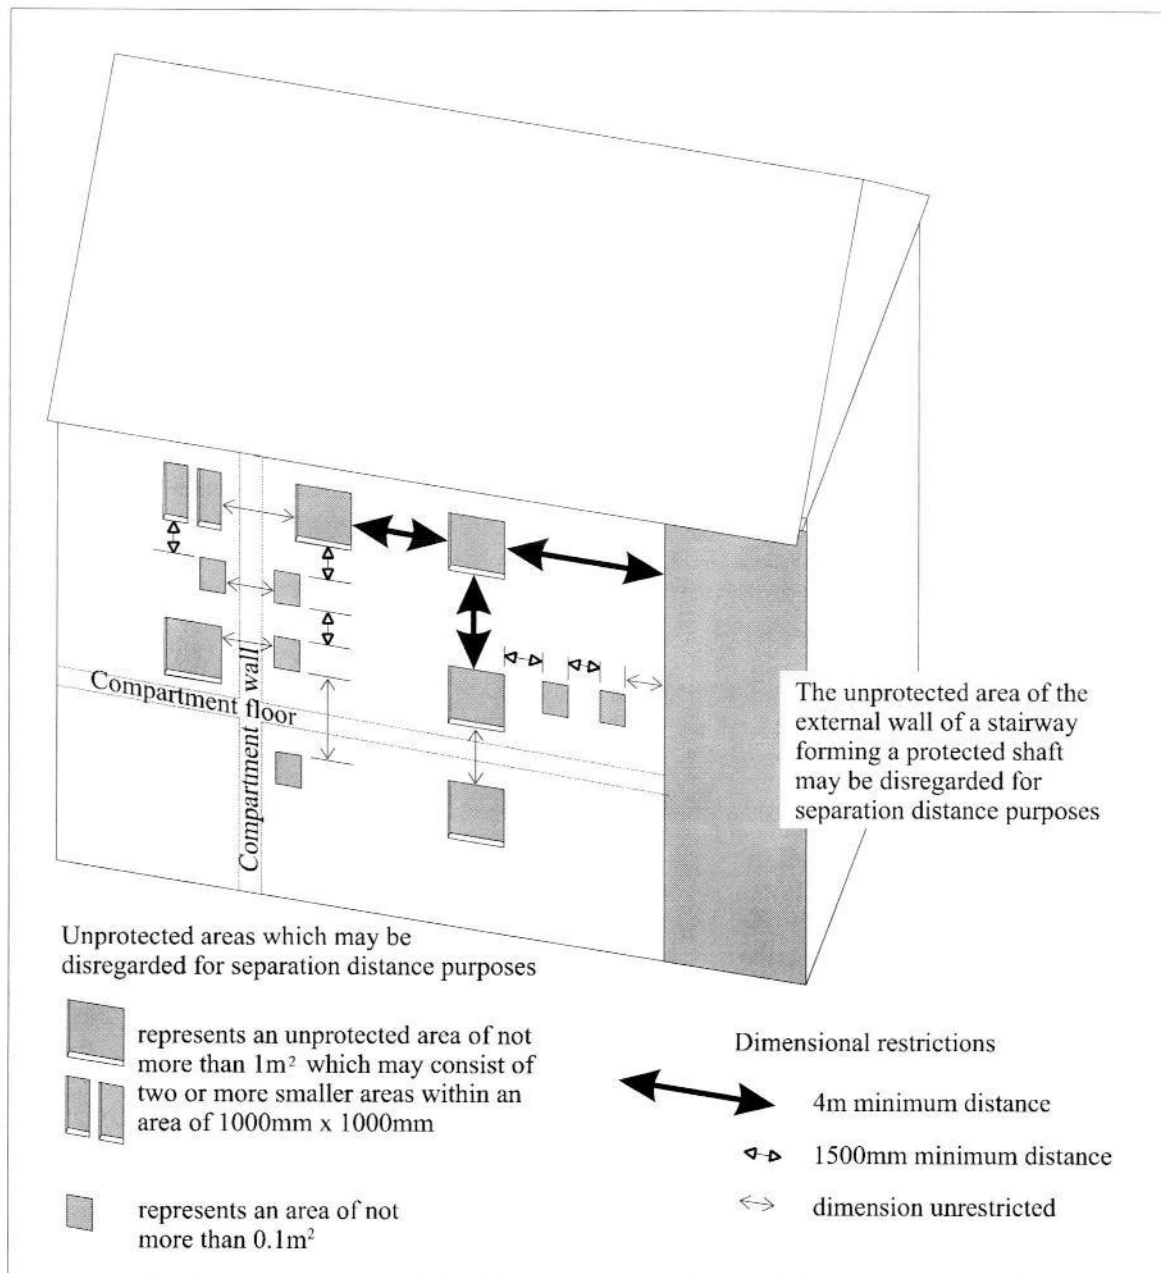 Compartment floor
Compartment wall
The unprotected area of the
external wall of a stairway
forming a protected shaft
may be disregarded for
separation distance purposes
Unprotected areas which may be
disregarded for separation distance purposes
represents an unprotected area of not
more than 1m² which may consist of
two or more smaller areas within an
area of 1000mm x 1000mm
represents an area of not
more than 0.1m²
Dimensional restrictions
4m minimum distance
1500mm minimum distance
dimension unrestricted